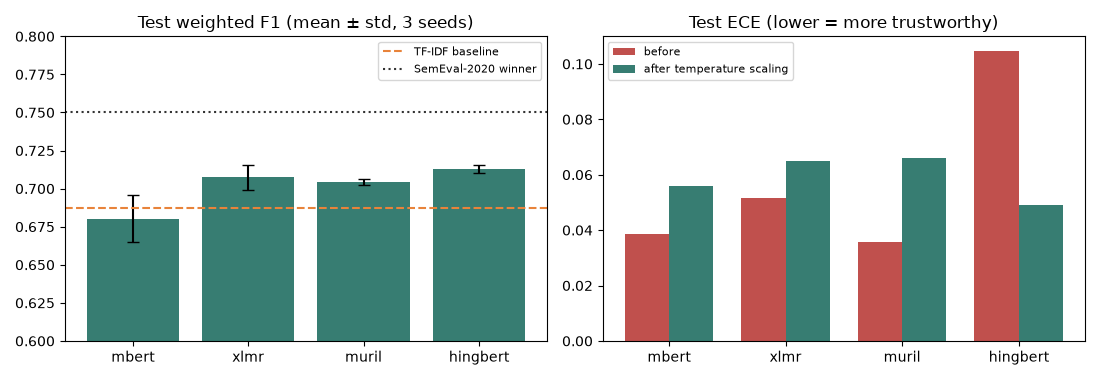 Test weighted F1 (mean ± std, 3 seeds)
0.800
0.775
0.750
0.725
0.700
0.675
0.650
0.625
0.600
TF-IDF baseline
SemEval-2020 winner
mbert
xlmr
muril
hingbert
Test ECE (lower = more trustworthy)
0.10
0.08
0.06
0.04
0.02
0.00
before
after temperature scaling
mbert
xlmr
muril
hingbert